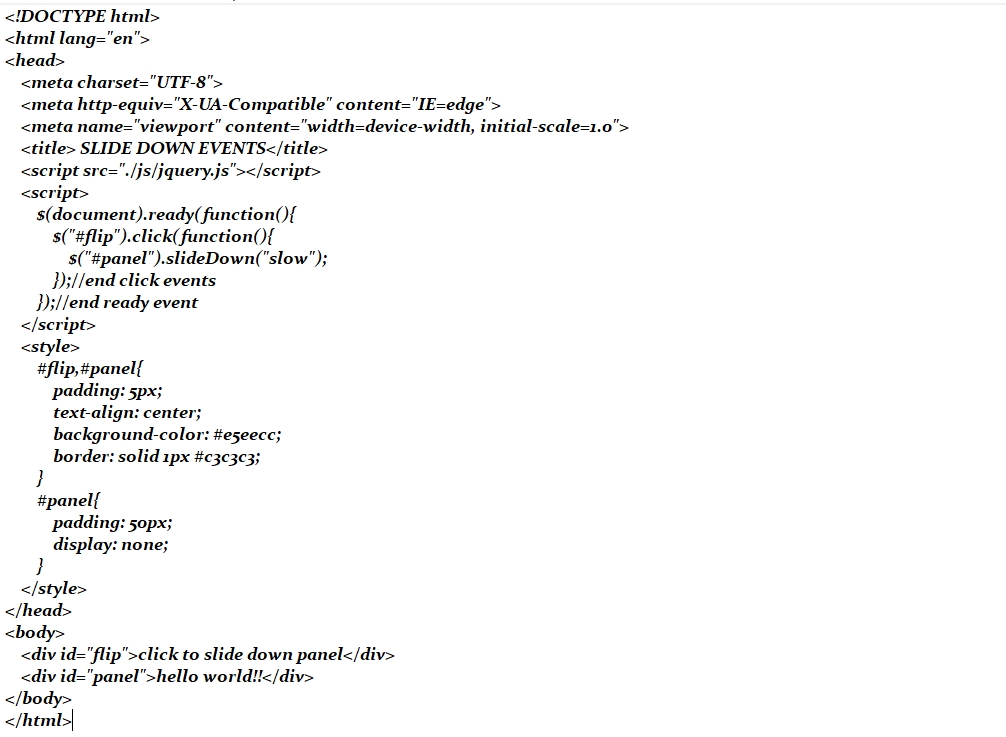 <!DOCTYPE html>
<html lang="en">
<head>
<meta charset="UTF-8">
<meta http-equiv="X-UA-Compatible" content="IE=edge">
<meta name="viewport" content="width=device-width, initial-scale=1.0">
<title> SLIDE DOWN EVENTS</title>
<script src="./js/jquery.js"></script>
<script>
$(document).ready(function(){
$("#flip").click(function(){
$("#panel").slideDown("slow");
});//end click events
});//end ready event
</script>
<style>
#flip,#panel{
padding: 5px;
text-align: center;
background-color: #e5eecc;
border: solid 1px #c3c3c3;
}
#panel{
padding: 50px;
display: none;
}
</style>
</head>
<body>
<div id="flip">click to slide down panel</div>
<div id="panel">hello world!!</div>
</body>
</html>